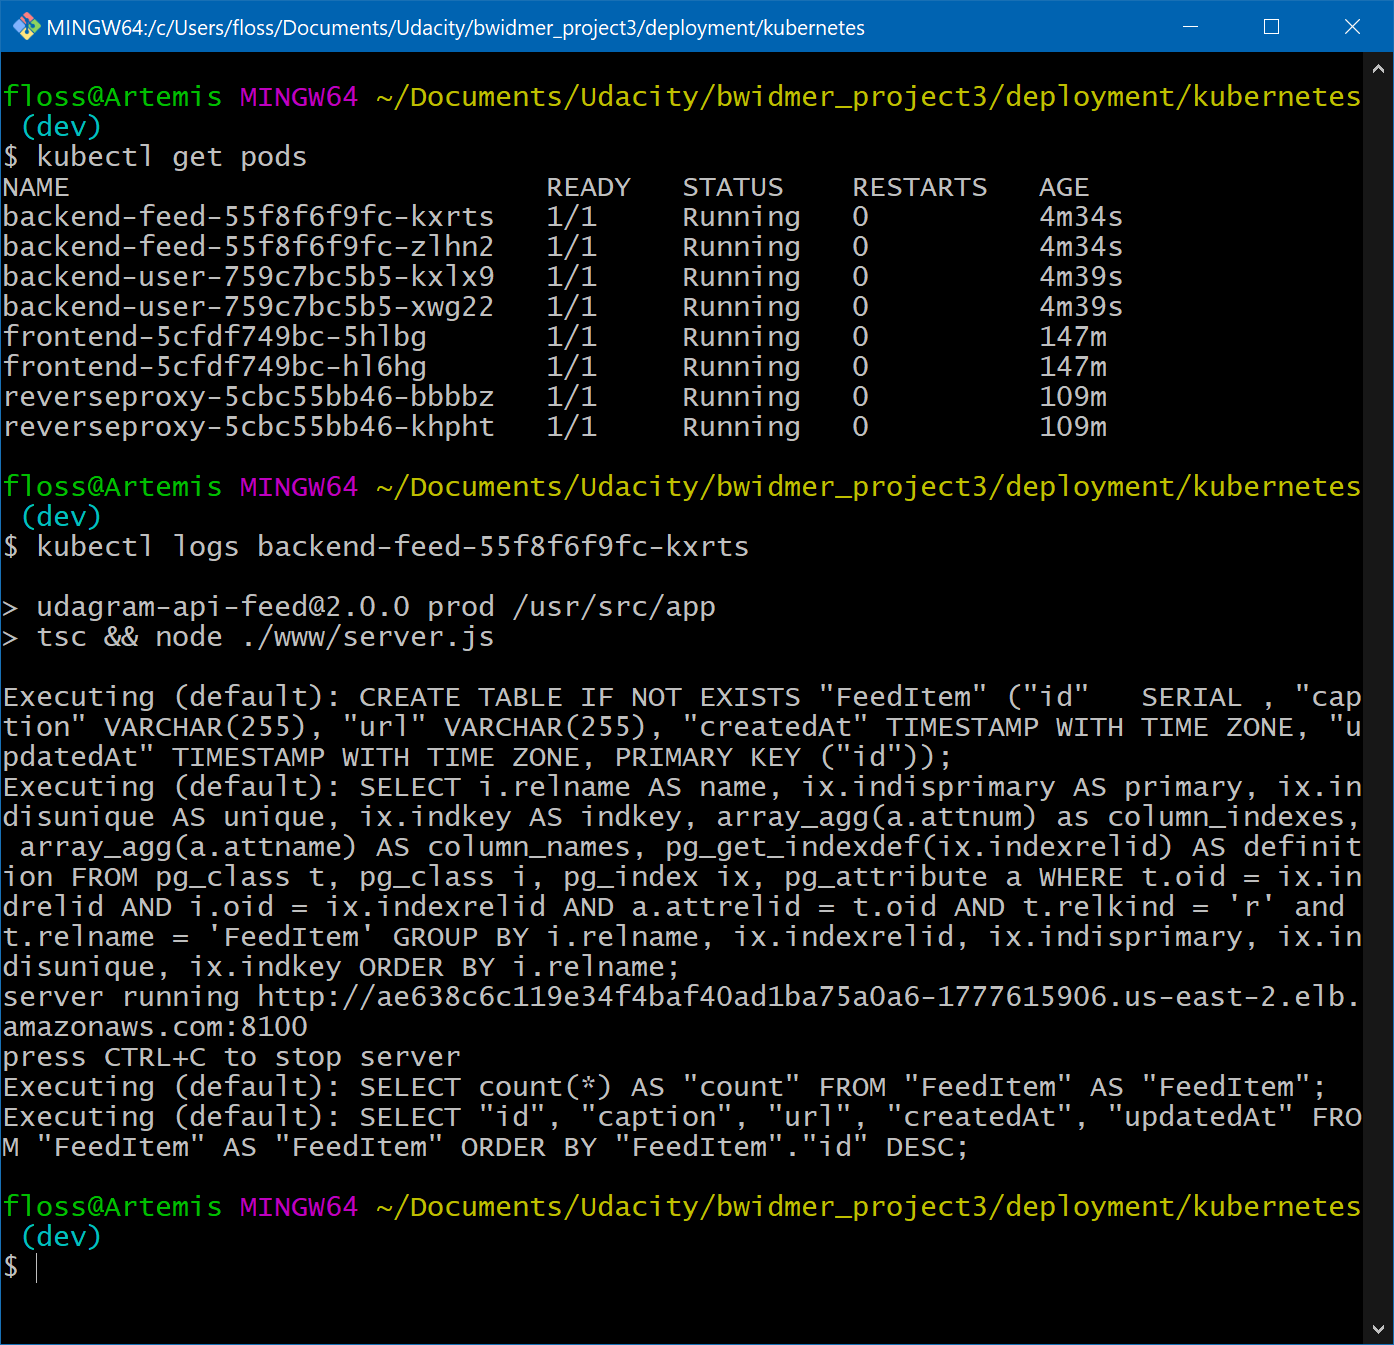 MINGW64:/c/Users/floss/Documents/Udacity/bwidmer_project3/deployment/kubernetes
floss@Artemis MINGW64 ~/Documents/Udacity/bwidmer_project3/deployment/kubernetes
(dev)
$ kubectl get pods
NAME READY STATUS RESTARTS AGE
backend-feed-55f8f6f9fc-kxrts 1/1 Running 0 4m34s
backend-feed-55f8f6f9fc-zlhn2 1/1 Running 0 4m34s
backend-user-759c7bc5b5-kxlx9 1/1 Running 0 4m39s
backend-user-759c7bc5b5-xwg22 1/1 Running 0 4m39s
frontend-5cfdf749bc-5hlbg 1/1 Running 0 147m
frontend-5cfdf749bc-hl6hg 1/1 Running 0 147m
reverseproxy-5cbc55bb46-bbbbz 1/1 Running 0 109m
reverseproxy-5cbc55bb46-khpht 1/1 Running 0 109m
floss@Artemis MINGW64 ~/Documents/Udacity/bwidmer_project3/deployment/kubernetes
(dev)
$ kubectl logs backend-feed-55f8f6f9fc-kxrts
> udagram-api-feed@2.0.0 prod /usr/src/app
> tsc && node ./www/server.js
Executing (default): CREATE TABLE IF NOT EXISTS "FeedItem" ("id"   SERIAL , "cap
tion" VARCHAR(255), "url" VARCHAR(255), "createdAt" TIMESTAMP WITH TIME ZONE, "u
pdatedAt" TIMESTAMP WITH TIME ZONE, PRIMARY KEY ("id"));
Executing (default): SELECT i.relname AS name, ix.indisprimary AS primary, ix.in
disunique AS unique, ix.indkey AS indkey, array_agg(a.attnum) as column_indexes,
array_agg(a.attname) AS column_names, pg_get_indexdef(ix.indexrelid) AS definit
ion FROM pg_class t, pg_class i, pg_index ix, pg_attribute a WHERE t.oid = ix.in
drelid AND i.oid = ix.indexrelid AND a.attrelid = t.oid AND t.relkind = 'r' and
t.relname = 'FeedItem' GROUP BY i.relname, ix.indexrelid, ix.indisprimary, ix.in
disunique, ix.indkey ORDER BY i.relname;
server running http://ae638c6c119e34f4baf40ad1ba75a0a6-1777615906.us-east-2.elb.
amazonaws.com:8100
press CTRL+C to stop server
Executing (default): SELECT count(*) AS "count" FROM "FeedItem" AS "FeedItem";
Executing (default): SELECT "id", "caption", "url", "createdAt", "updatedAt" FRO
M "FeedItem" AS "FeedItem" ORDER BY "FeedItem"."id" DESC;
floss@Artemis MINGW64 ~/Documents/Udacity/bwidmer_project3/deployment/kubernetes
(dev)
$